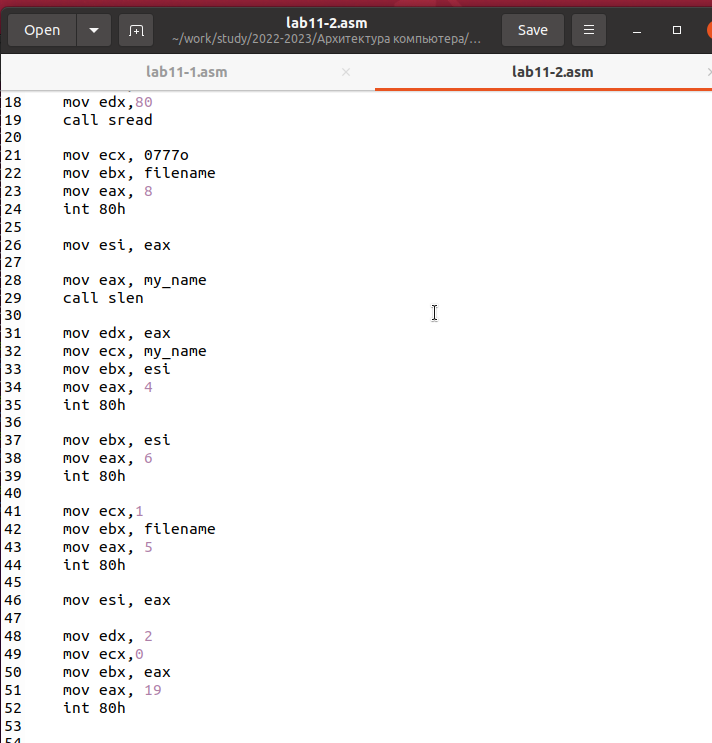 Open
lab11-2.asm
~/work/study/2022-2023/Архитектура компьютера/...
Save
lab11-1.asm
lab11-2.asm
18 mov edx,80
19 call sread
20
21 mov ecx, 0777o
22 mov ebx, filename
23 mov eax, 8
24 int 80h
25
26 mov esi, eax
27
28 mov eax, my_name
29 call slen
30
31 mov edx, eax
32 mov ecx, my_name
33 mov ebx, esi
34 mov eax, 4
35 int 80h
36
37 mov ebx, esi
38 mov eax, 6
39 int 80h
40
41 mov ecx,1
42 mov ebx, filename
43 mov eax, 5
44 int 80h
45
46 mov esi, eax
47
48 mov edx, 2
49 mov ecx,0
50 mov ebx, eax
51 mov eax, 19
52 int 80h
53
54